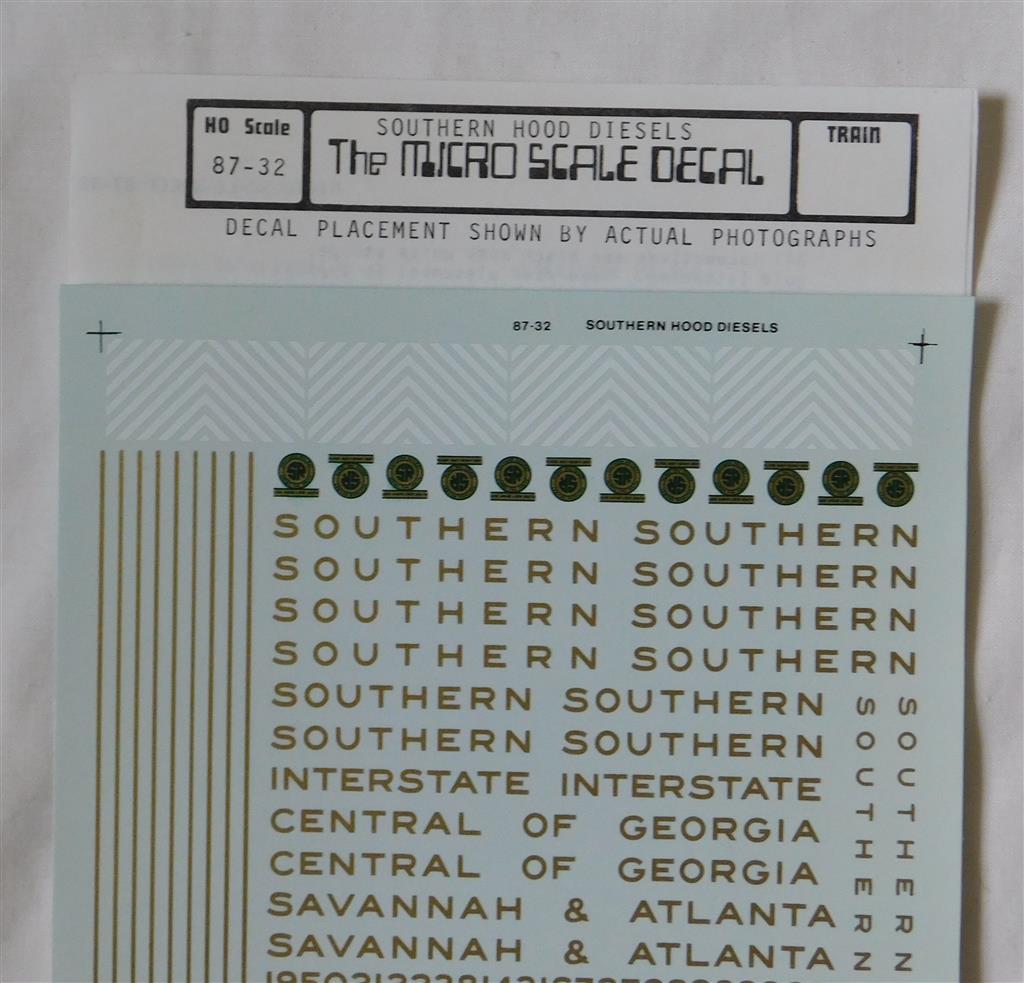 HO Scale
87-32
SOUTHERN HOOD DIESELS
The MICRO SCALE DECAL
TRAIN
DECAL PLACEMENT SHOWN BY ACTUAL PHOTOGRAPHS
87-32 SOUTHERN HOOD DIESELS
SOUTHERN SOUTHERN
SOUTHERN SOUTHERN
SOUTHERN SOUTHERN
SOUTHERN SOUTHERN
SOUTHERN SOUTHERN
SOUTHERN SOUTHERN
INTERSTATE INTERSTATE
CENTRAL OF GEORGIA
CENTRAL OF GEORGIA
SAVANNAH & ATLANTA
SAVANNAH & ATLANTA
SOUTHERN
SOUTHERN